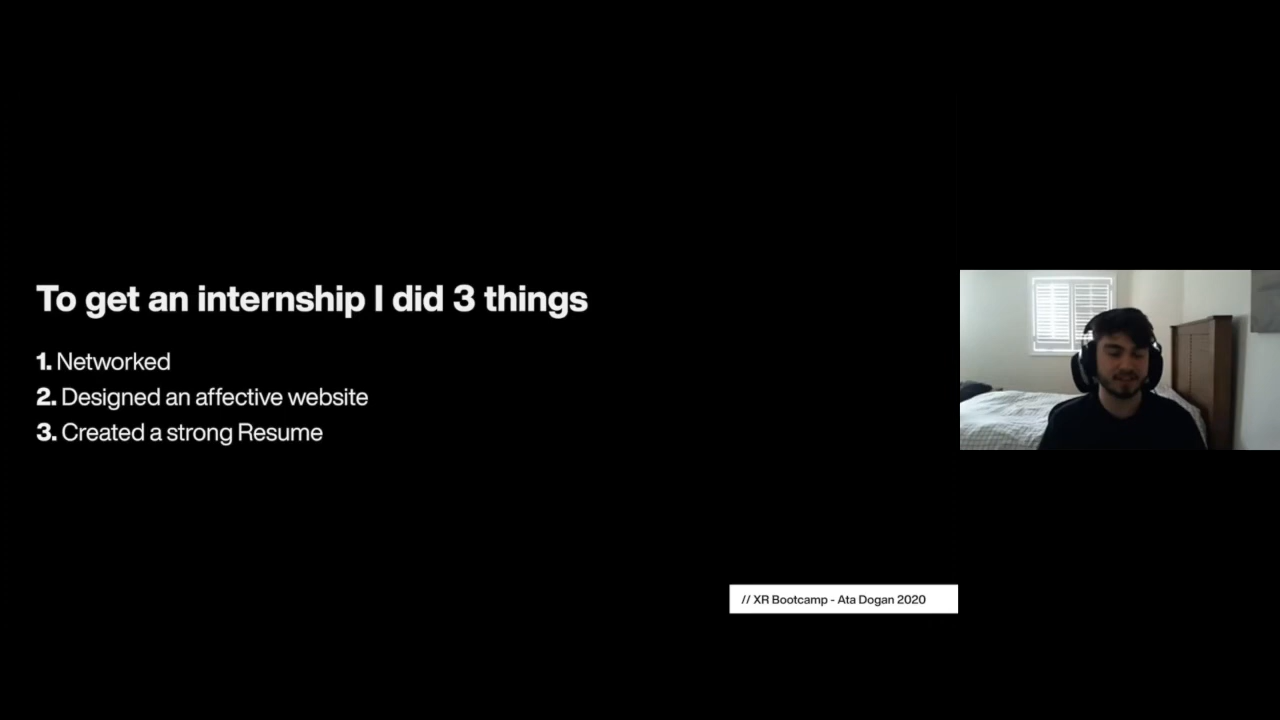 To get an internship I did 3 things
1. Networked
2. Designed an affective website
3. Created a strong Resume
// XR Bootcamp - Ata Dogan 2020